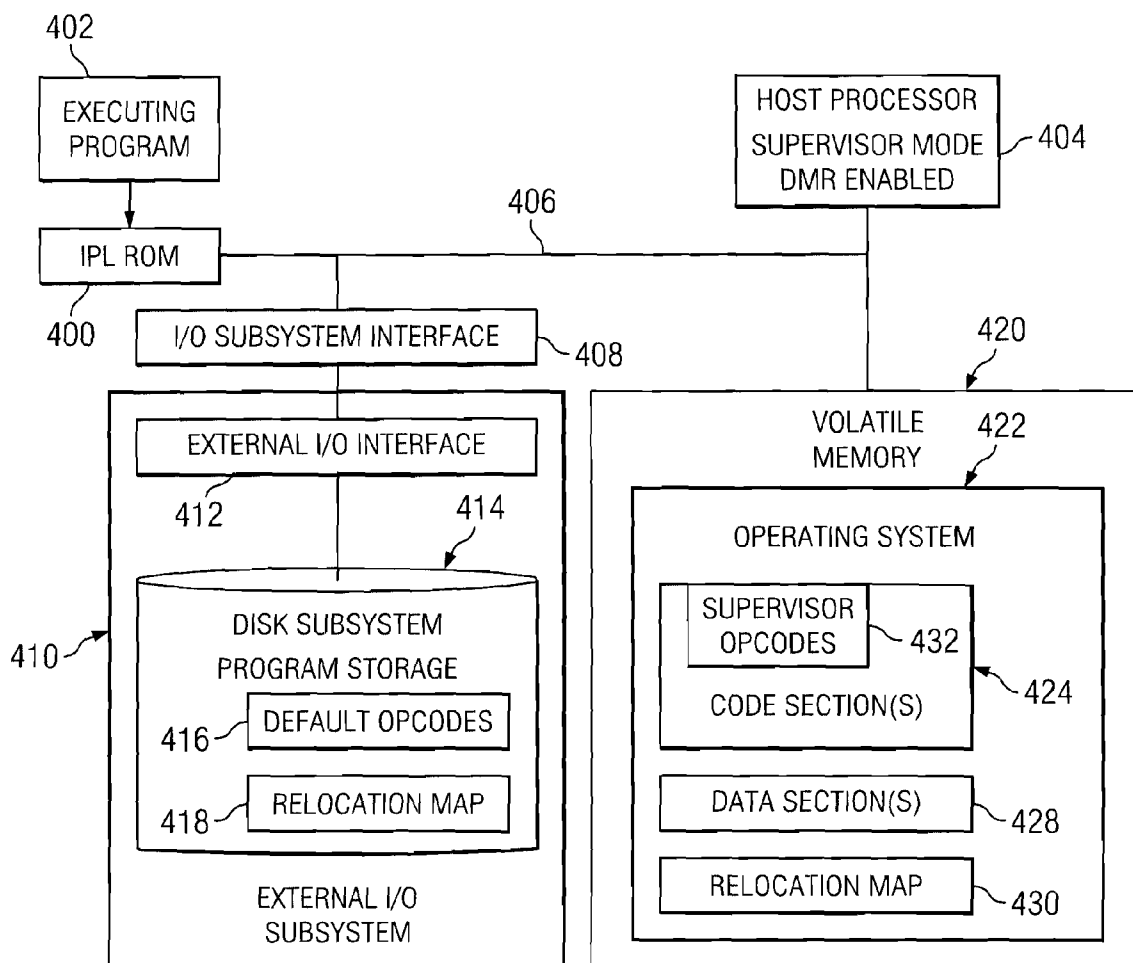 402
EXECUTING
PROGRAM
IPL ROM
400
HOST PROCESSOR
SUPERVISOR MODE
DMR ENABLED
404
406
I/O SUBSYSTEM INTERFACE
408
410
EXTERNAL I/O INTERFACE
412
414
DISK SUBSYSTEM
PROGRAM STORAGE
416
DEFAULT OPCODES
418
RELOCATION MAP
EXTERNAL I/O
SUBSYSTEM
420
VOLATILE
MEMORY
422
OPERATING SYSTEM
SUPERVISOR
OPCODES
432
CODE SECTION(S)
424
DATA SECTION(S)
428
RELOCATION MAP
430